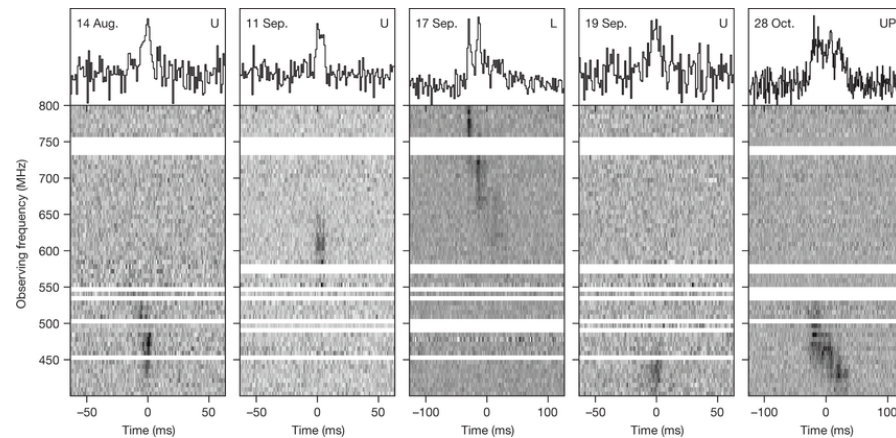 14 Aug. U
11 Sep. U
17 Sep. L
19 Sep. U
28 Oct. UP
Observing frequency (MHz)
800
750
700
650
600
550
500
450
−50 0 50
−50 0 50
−100 0 100
−50 0 50
−100 0 100
Time (ms)
Time (ms)
Time (ms)
Time (ms)
Time (ms)